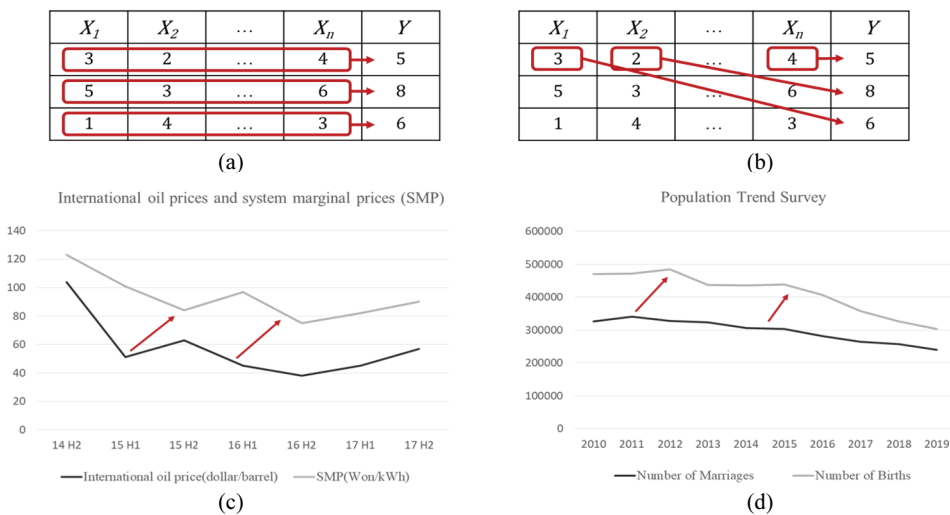 X1 X2 … Xn Y
3 2 … 4 5
5 3 … 6 8
1 4 … 3 6
(a)
X1 X2 … Xn Y
3 2 … 4 5
5 3 … 6 8
1 4 … 3 6
(b)
International oil prices and system marginal prices (SMP)
140
120
100
80
60
40
20
0
14 H2 15 H1 15 H2 16 H1 16 H2 17 H1 17 H2
International oil price(dollar/barrel) SMP(Won/kWh)
(c)
Population Trend Survey
600000
500000
400000
300000
200000
100000
0
2010 2011 2012 2013 2014 2015 2016 2017 2018 2019
Number of Marriages Number of Births
(d)